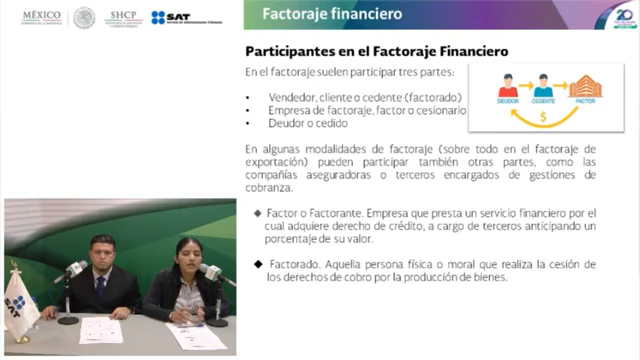 MÉXICO
SHCP
SAT
Factoraje financiero
20
Participantes en el Factoraje Financiero
En el factoraje suelen participar tres partes:
• Vendedor, cliente o cedente (factorado)
• Empresa de factoraje, factor o cesionario
• Deudor o cedido
DEUDOR CEDENTE FACTOR
$
En algunas modalidades de factoraje (sobre todo en el factoraje de
exportación) pueden participar también otras partes, como las
compañías aseguradoras o terceros encargados de gestiones de
cobranza.
◆ Factor o Factorante. Empresa que presta un servicio financiero por el
cual adquiere derecho de crédito, a cargo de terceros anticipando un
porcentaje de su valor.
◆ Factorado. Aquella persona física o moral que realiza la cesión de
los derechos de cobro por la producción de bienes.
SAT